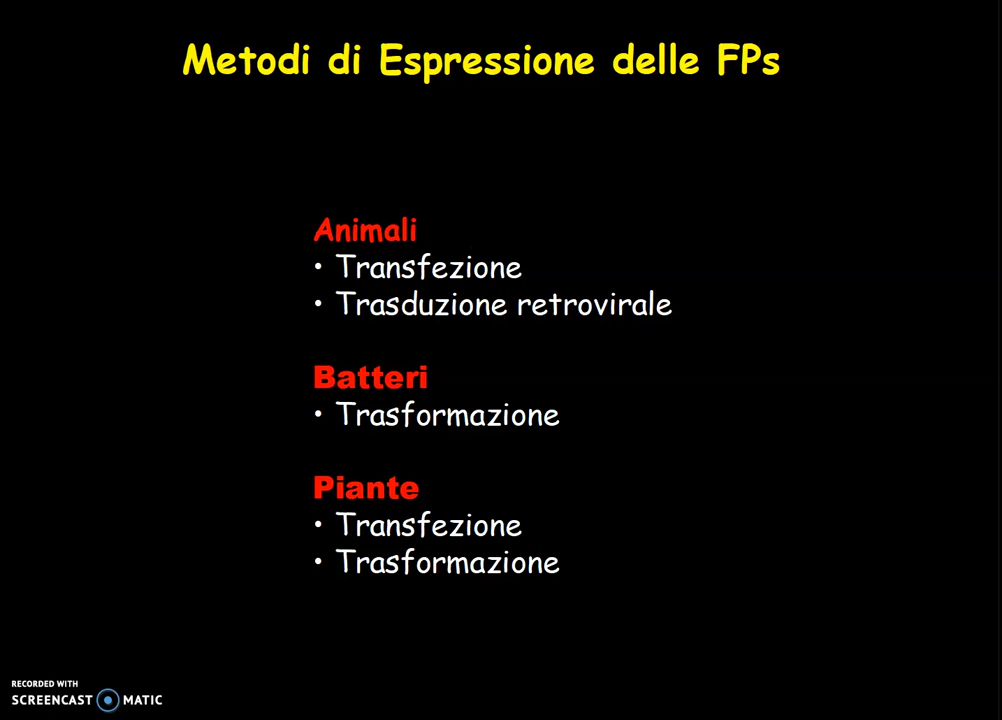 Metodi di Espressione delle FPs
Animali
• Transfezione
• Trasduzione retrovirale
Batteri
• Trasformazione
Piante
• Transfezione
• Trasformazione
RECORDED WITH
SCREENCAST MATIC